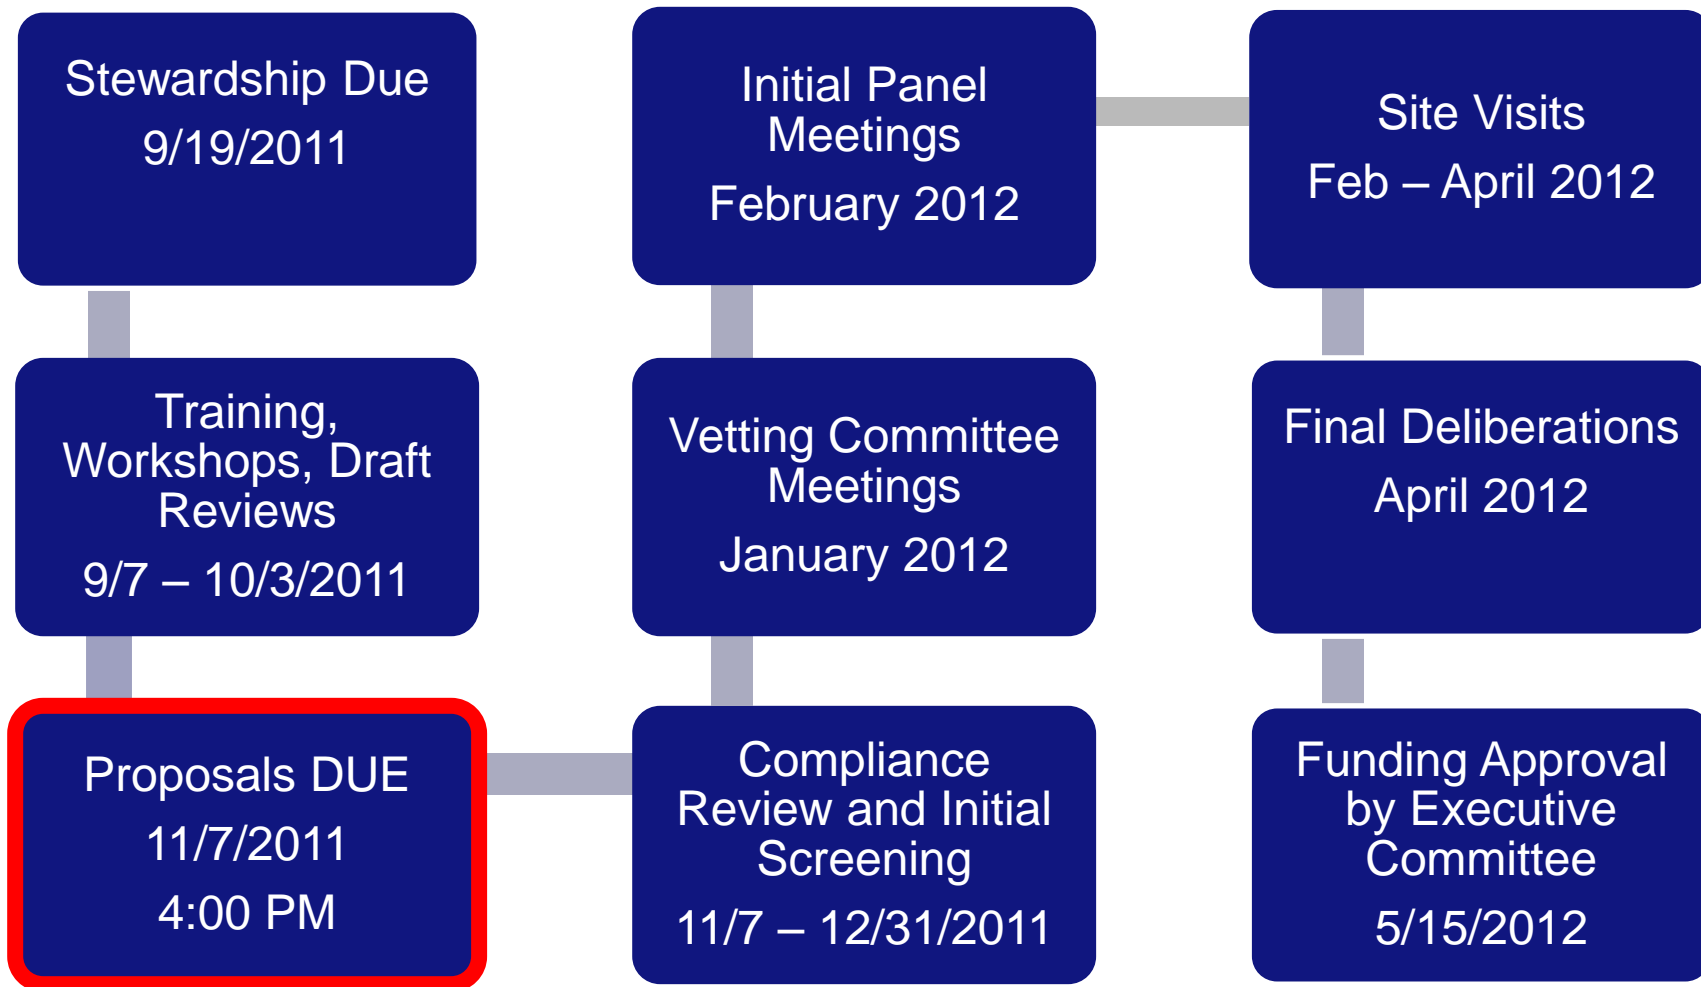 Stewardship Due
9/19/2011
Training,
Workshops, Draft
Reviews
9/7 – 10/3/2011
Proposals DUE
11/7/2011
4:00 PM
Compliance
Review and Initial
Screening
11/7 – 12/31/2011
Vetting Committee
Meetings
January 2012
Initial Panel
Meetings
February 2012
Site Visits
Feb – April 2012
Final Deliberations
April 2012
Funding Approval
by Executive
Committee
5/15/2012